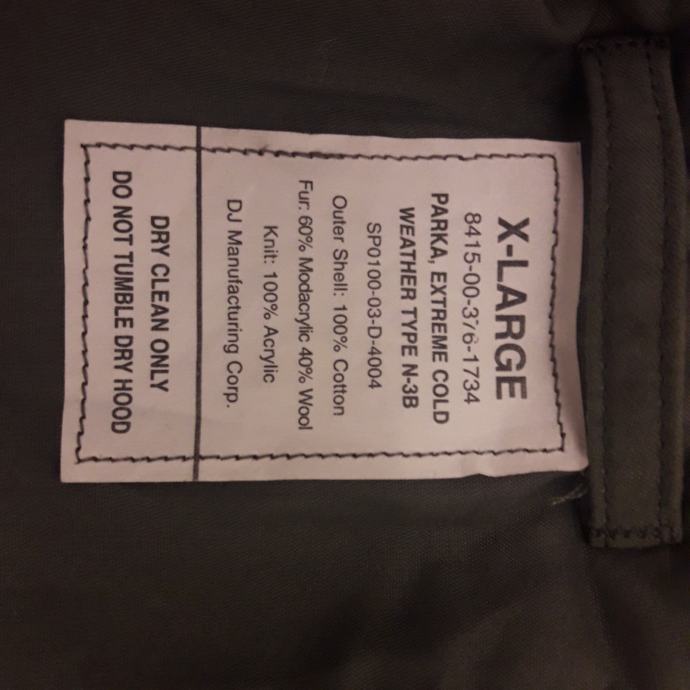 X-LARGE
8415-00-376-1734
PARKA, EXTREME COLD
WEATHER TYPE N-3B
SP0100-03-D-4004
Outer Shell: 100% Cotton
Fur: 60% Modacrylic 40% Wool
Knit: 100% Acrylic
DJ Manufacturing Corp.
DRY CLEAN ONLY
DO NOT TUMBLE DRY HOOD